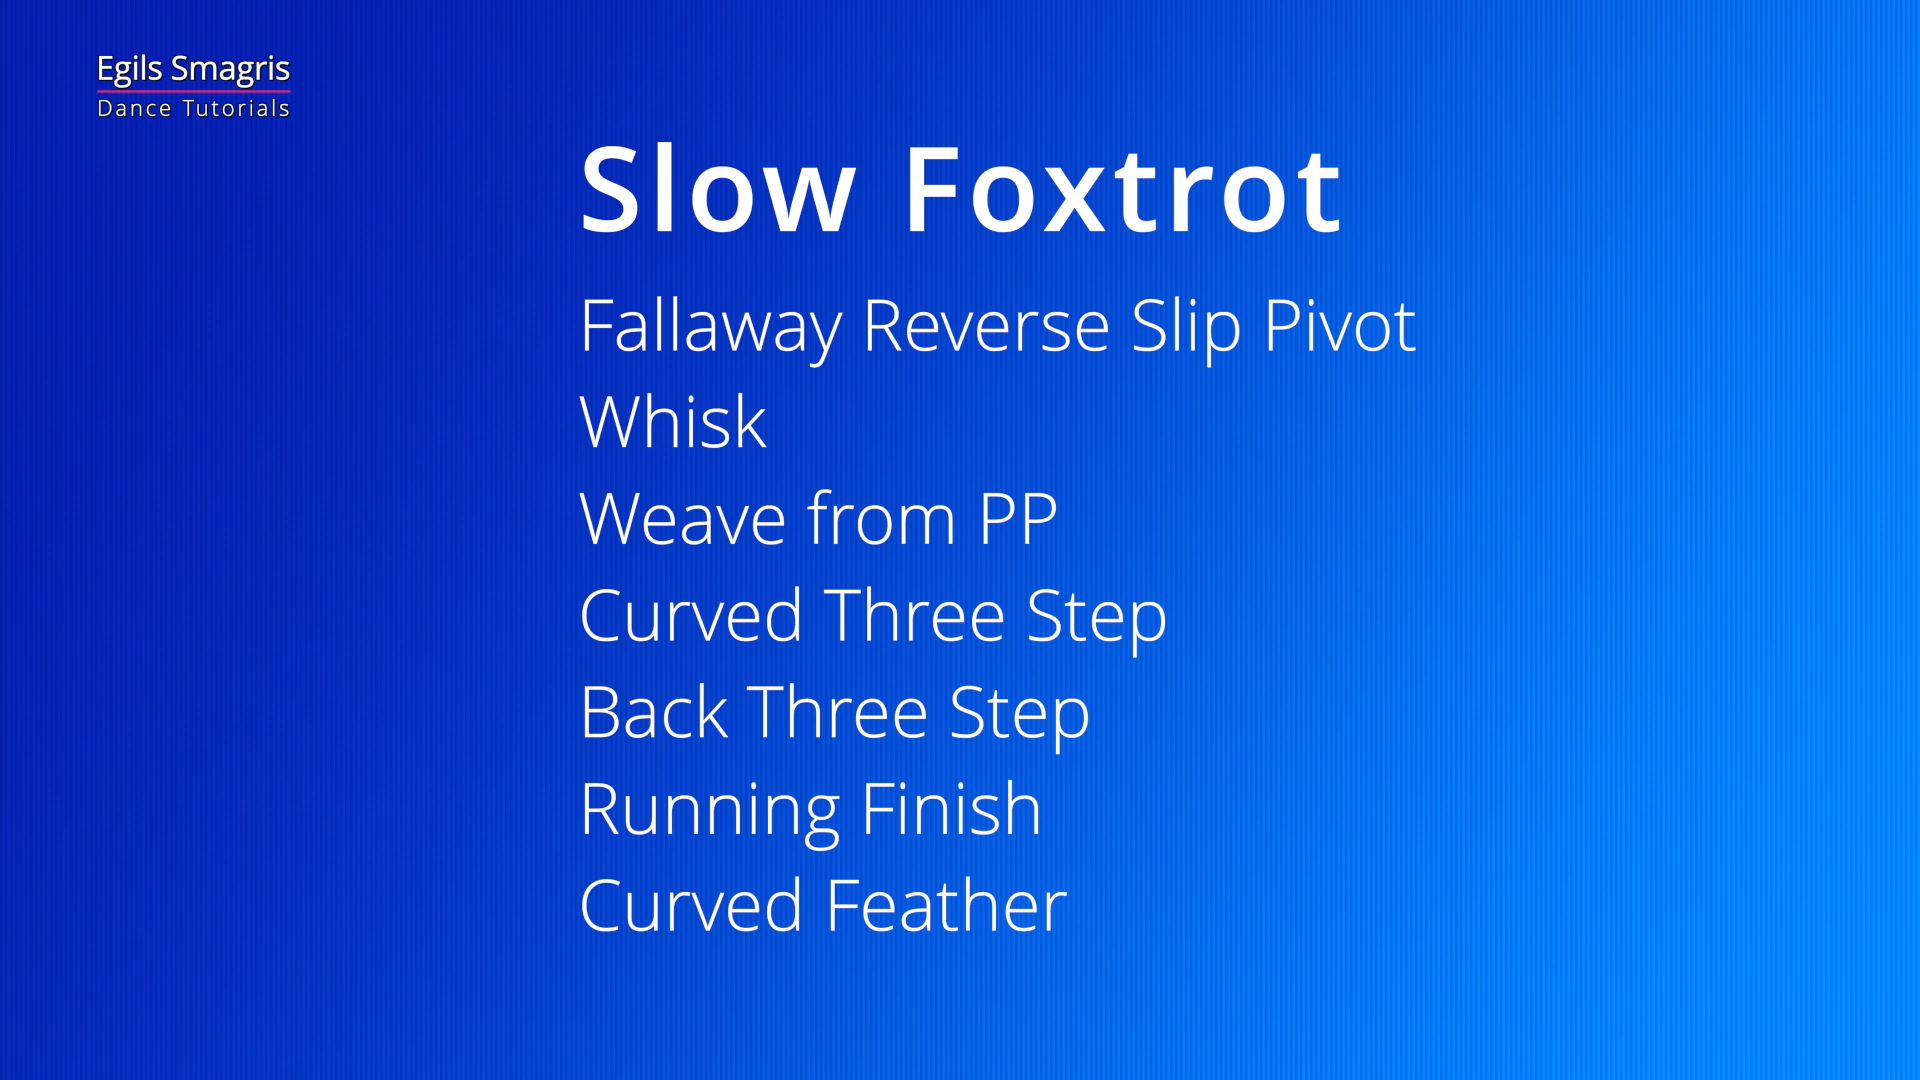 Egils Smagris
Dance Tutorials
Slow Foxtrot
Fallaway Reverse Slip Pivot
Whisk
Weave from PP
Curved Three Step
Back Three Step
Running Finish
Curved Feather